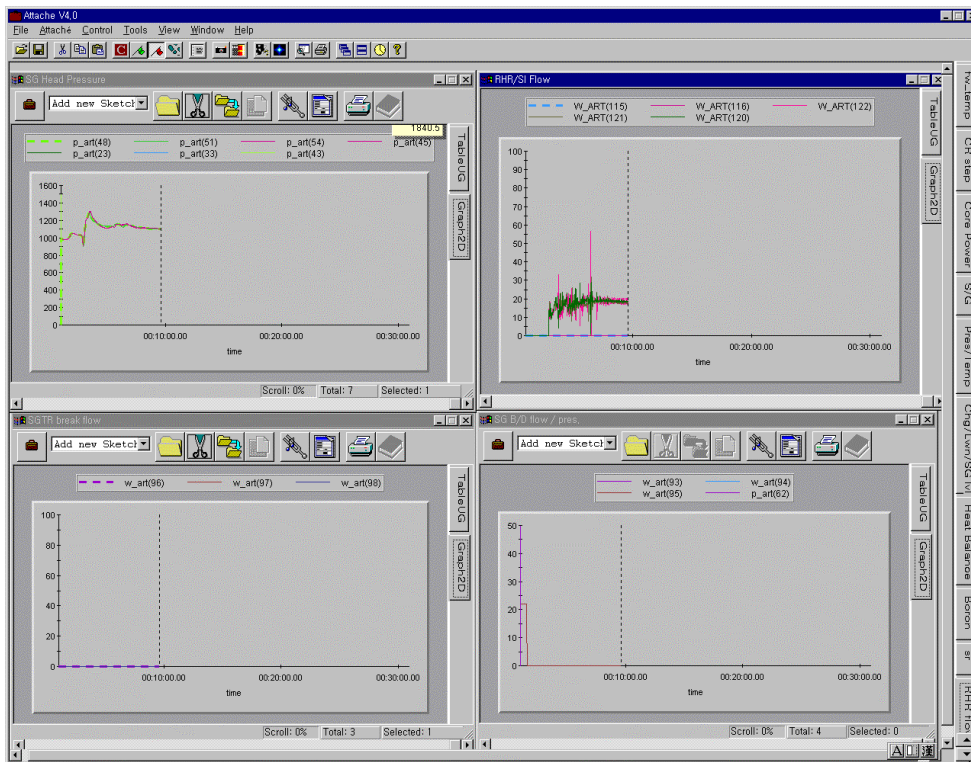 Attache V4,0
File Attaché Control Tools View Window Help
SG Head Pressure
Add new Sketch
1840.5
p_art(48) p_art(51) p_art(54) p_art(45)
p_art(23) p_art(33) p_art(43)
1600
1400
1200
1000
800
600
400
200
0
00:10:00.00 00:20:00.00 00:30:00.00
time
Scroll: 0% Total: 7 Selected: 1
TableUG
Graph2D
RHR/SI Flow
W_ART(115) W_ART(116) W_ART(122)
W_ART(121) W_ART(120)
100
90
80
70
60
50
40
30
20
10
0
00:10:00.00 00:20:00.00 00:30:00.00
time
TableUG
Graph2D
SGTR break flow
Add new Sketch
w_art(96) w_art(97) w_art(98)
100
80
60
40
20
0
00:10:00.00 00:20:00.00 00:30:00.00
time
Scroll: 0% Total: 3 Selected: 1
TableUG
Graph2D
SG B/D flow / pres,
Add new Sketch
w_art(93) w_art(94)
w_art(95) p_art(62)
50
40
30
20
10
0
00:10:00.00 00:20:00.00 00:30:00.00
time
Scroll: 0% Total: 4 Selected: 0
TableUG
Graph2D
CR step
Core Power
S/G
Pres/Temp
Heat Balance
Boron
sr
A 漢